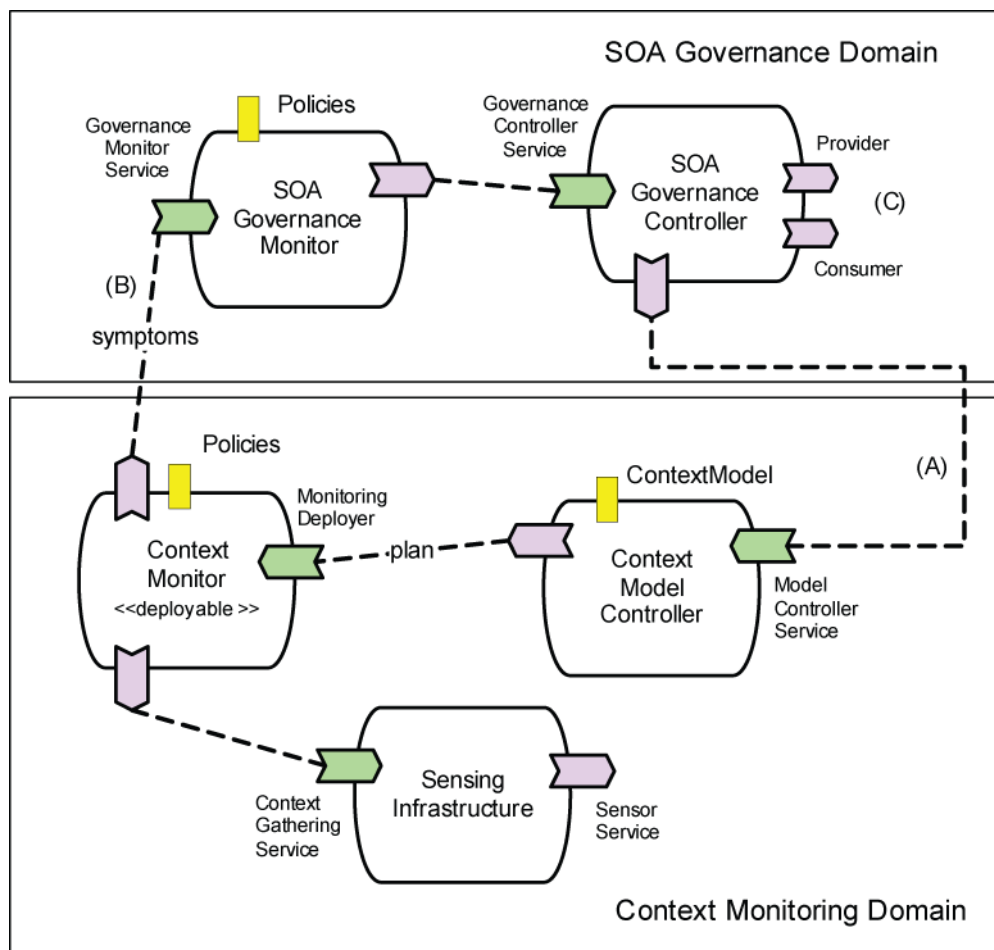 SOA Governance Domain
Policies
Governance
Monitor
Service
SOA
Governance
Monitor
Governance
Controller
Service
SOA
Governance
Controller
Provider
(C)
Consumer
(B)
symptoms
(A)
Policies
Monitoring
Deployer
Context
Monitor
<<deployable >>
plan
ContextModel
Context
Model
Controller
Model
Controller
Service
Context
Gathering
Service
Sensing
Infrastructure
Sensor
Service
Context Monitoring Domain